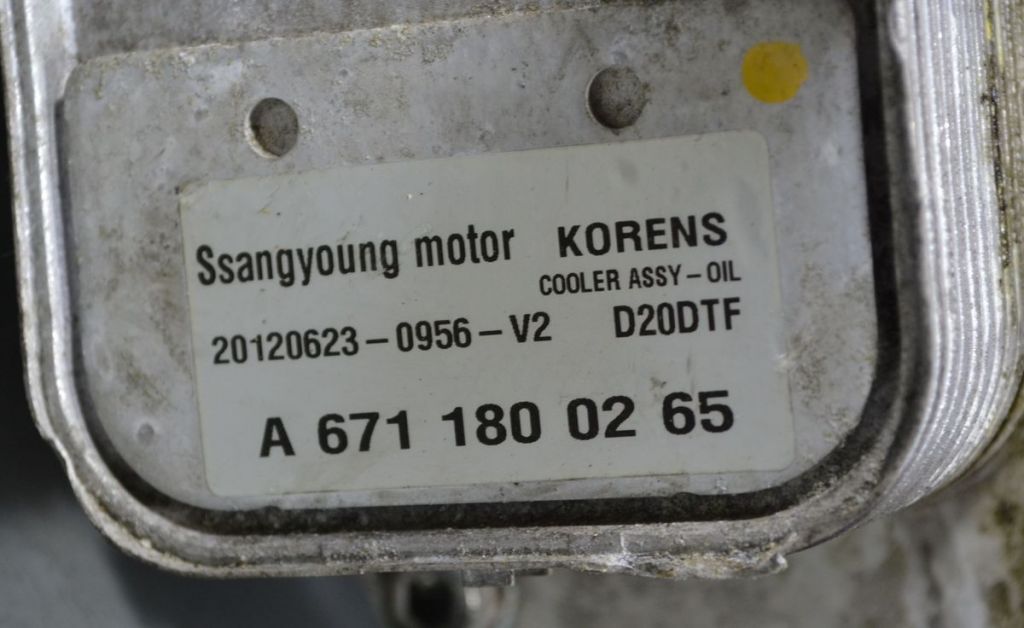 Ssangyoung motor KORENS
COOLER ASSY-OIL
20120623-0956-V2 D20DTF
A 671 180 02 65